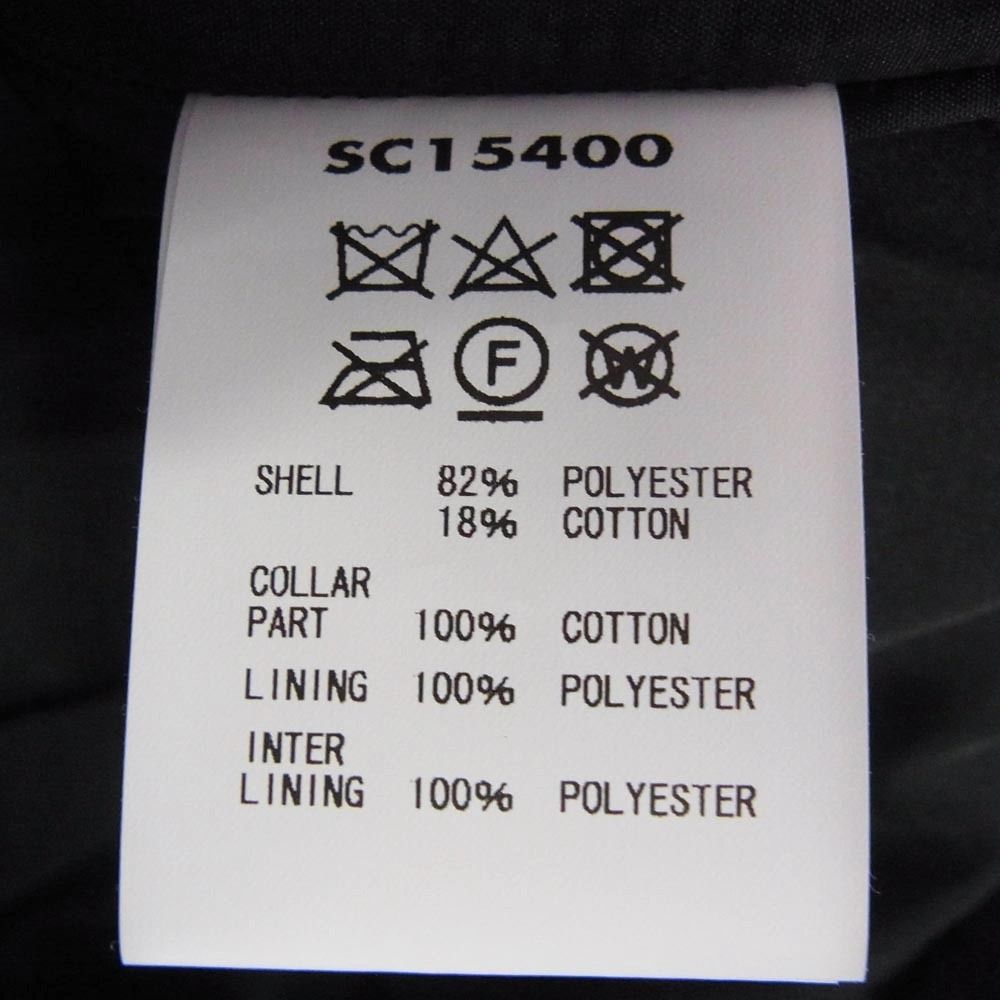 SC15400
F
W
SHELL 82% POLYESTER
18% COTTON
COLLAR
PART 100% COTTON
LINING 100% POLYESTER
INTER
LINING 100% POLYESTER